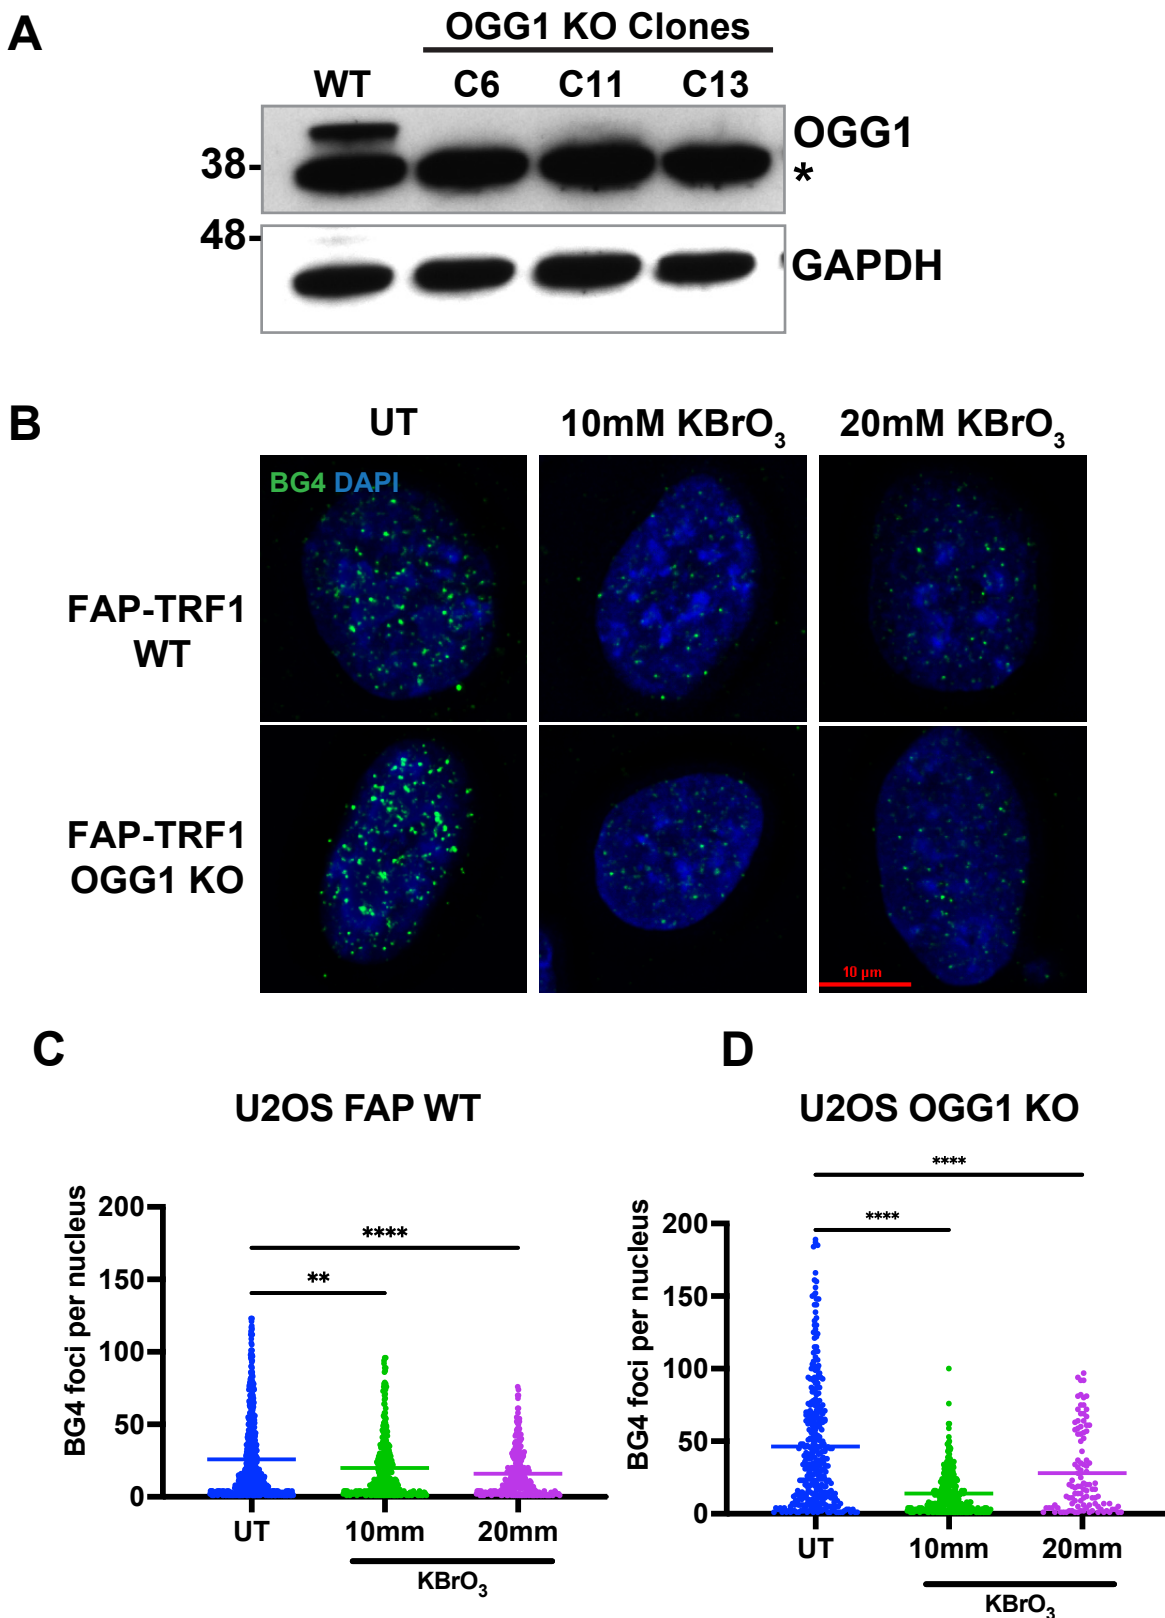 A
OGG1 KO Clones
WT C6 C11 C13
OGG1
38-
*
48-
GAPDH
B
UT 10mM KBrO₃ 20mM KBrO₃
BG4 DAPI
FAP-TRF1
WT
FAP-TRF1
OGG1 KO
10 µm
C
U2OS FAP WT
BG4 foci per nucleus
200
150
100
50
0
****
**
UT 10mm 20mm
KBrO₃
D
U2OS OGG1 KO
BG4 foci per nucleus
200
150
100
50
0
****
****
UT 10mm 20mm
KBrO₃